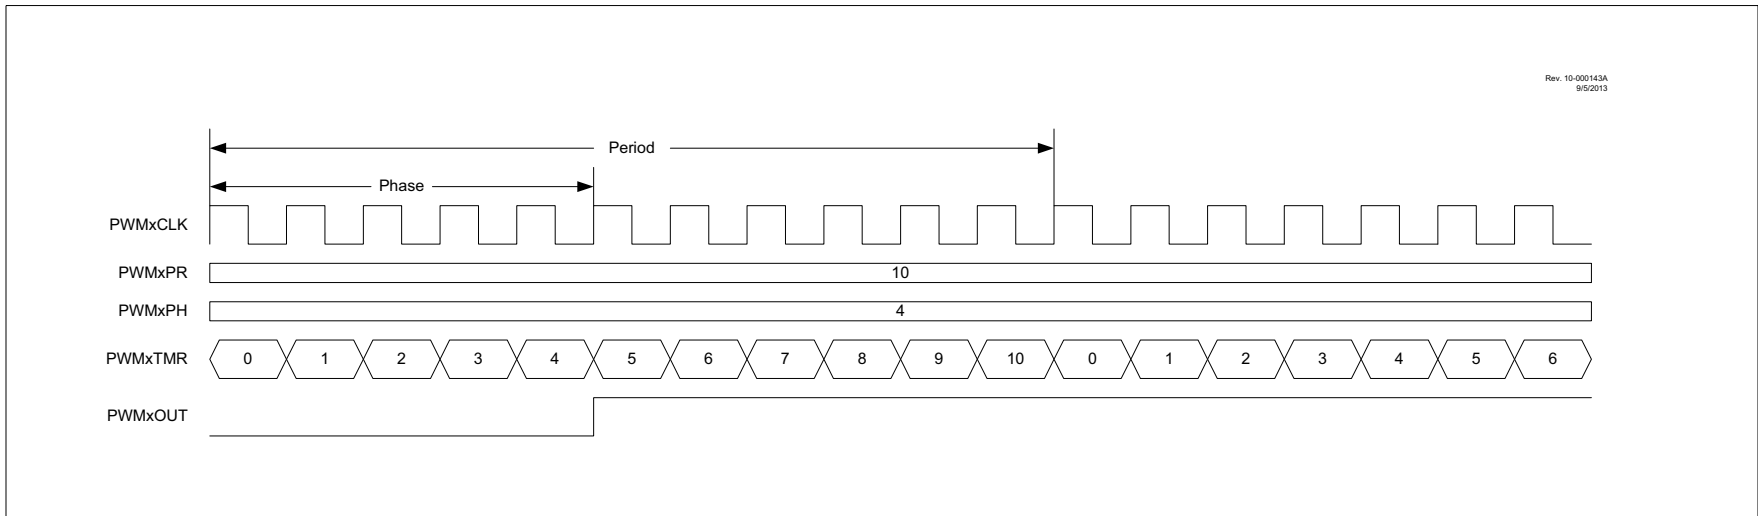 Rev. 10-000143A
9/5/2013
Period
Phase
PWMxCLK
PWMxPR 10
PWMxPH 4
PWMxTMR 0 1 2 3 4 5 6 7 8 9 10 0 1 2 3 4 5 6
PWMxOUT